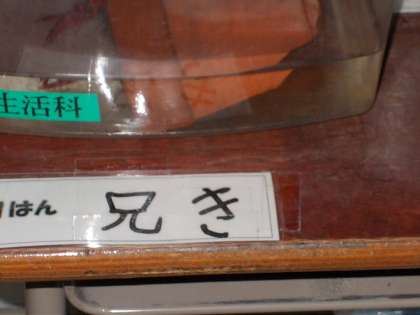 生活科
はん 兄き